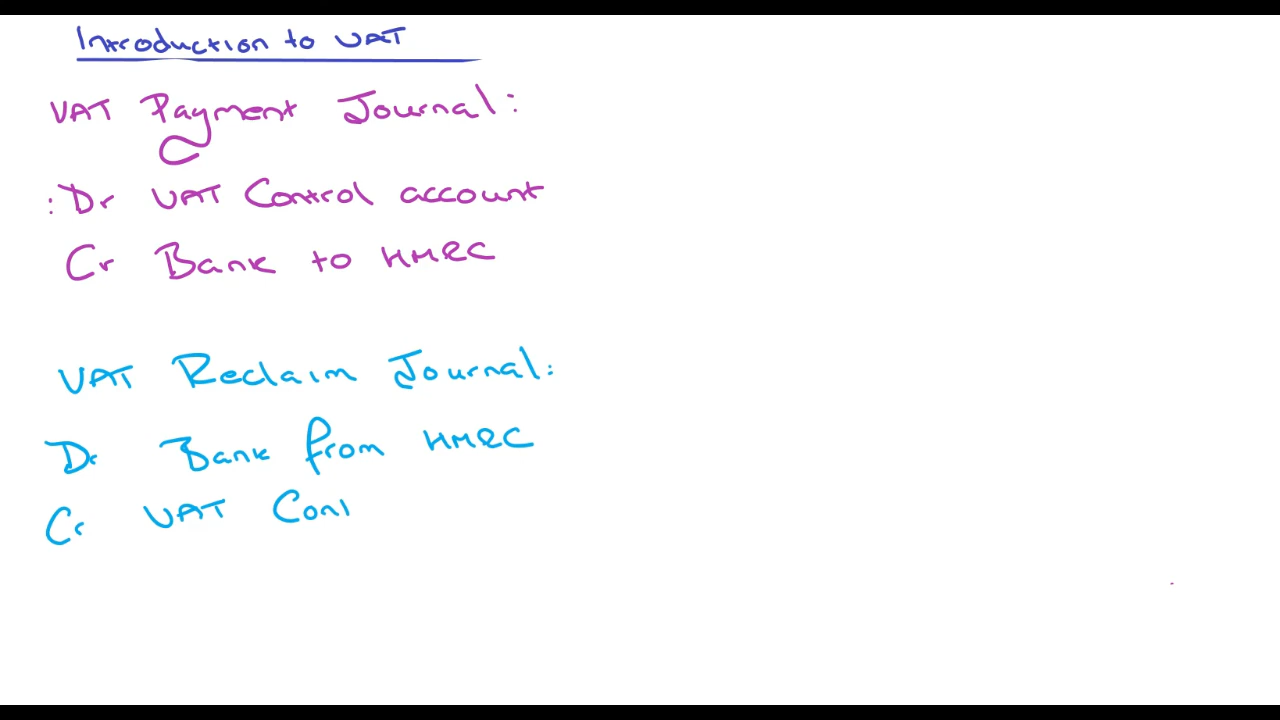 Introduction to VAT
VAT Payment Journal:
: Dr VAT Control account
Cr Bank to HMRC
VAT Reclaim Journal:
Dr Bank from HMRC
Cr VAT Con